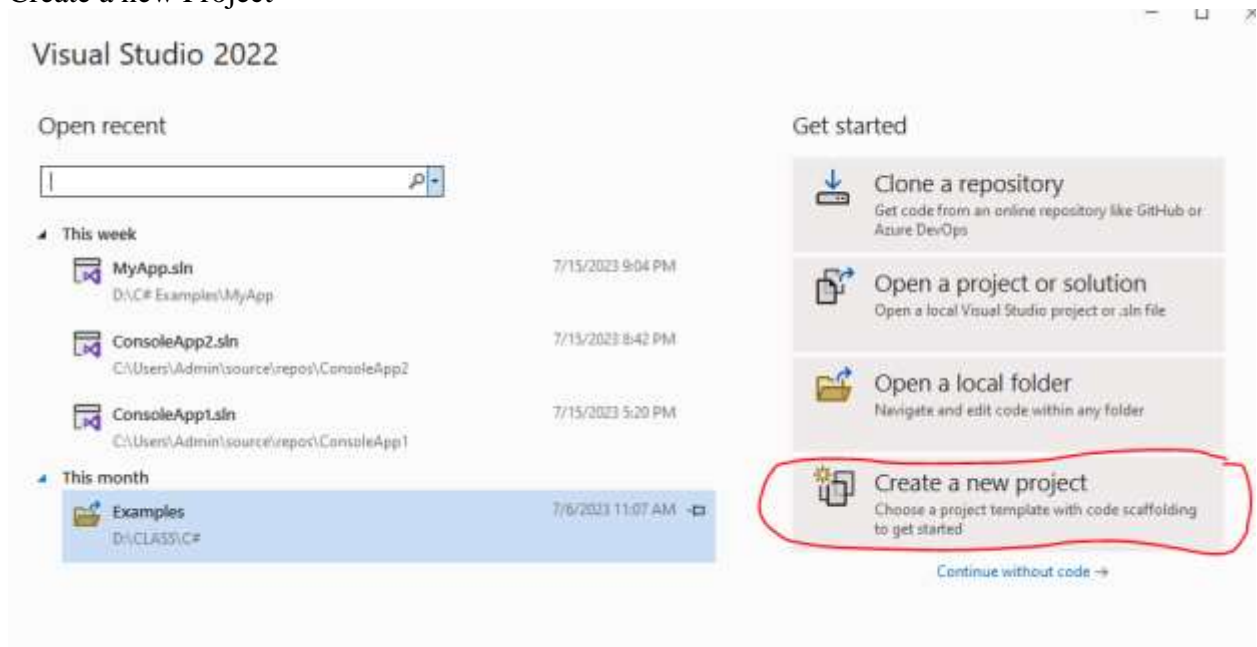 Create a new Project
Visual Studio 2022
Open recent
This week
MyApp.sln
7/15/2023 9:04 PM
D:\C# Examples\MyApp
ConsoleApp2.sln
7/15/2023 8:42 PM
C:\Users\Admin\source\repos\ConsoleApp2
ConsoleApp1.sln
7/15/2023 5:20 PM
C:\Users\Admin\source\repos\ConsoleApp1
This month
Examples
7/6/2023 11:07 AM
D:\CLASS\C#
Get started
Clone a repository
Get code from an online repository like GitHub or
Azure DevOps
Open a project or solution
Open a local Visual Studio project or .sln file
Open a local folder
Navigate and edit code within any folder
Create a new project
Choose a project template with code scaffolding
to get started
Continue without code →